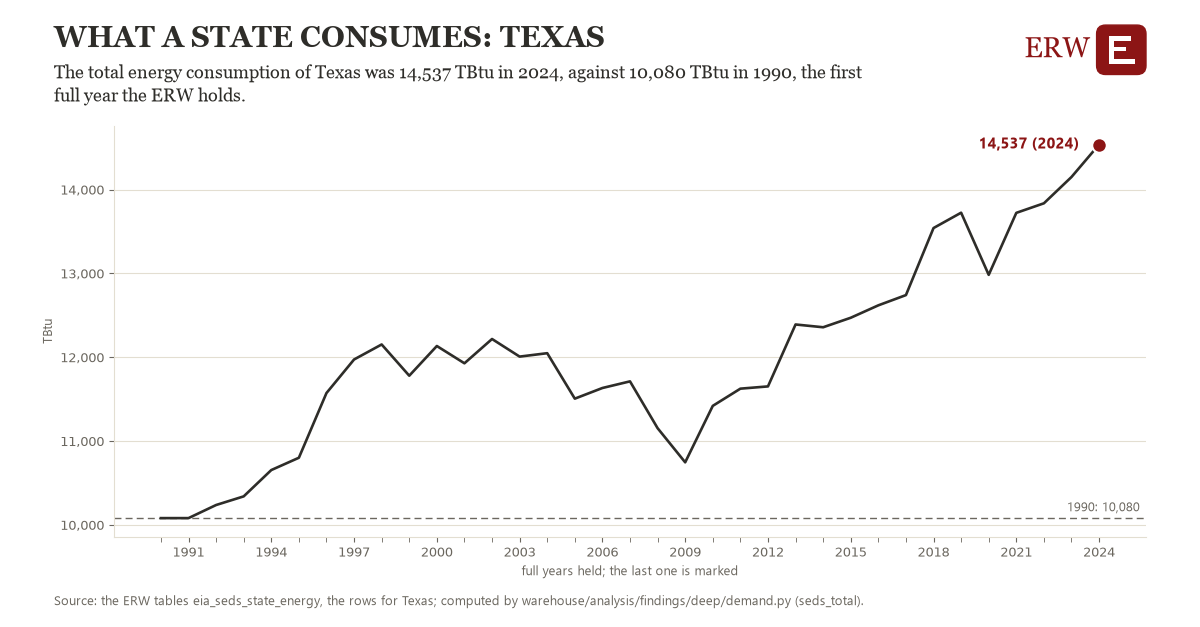 WHAT A STATE CONSUMES: TEXAS
The total energy consumption of Texas was 14,537 TBtu in 2024, against 10,080 TBtu in 1990, the first
full year the ERW holds.
ERW E
14,537 (2024)
14,000
13,000
12,000
11,000
10,000
TBtu
1990: 10,080
1991 1994 1997 2000 2003 2006 2009 2012 2015 2018 2021 2024
full years held; the last one is marked
Source: the ERW tables eia_seds_state_energy, the rows for Texas; computed by warehouse/analysis/findings/deep/demand.py (seds_total).